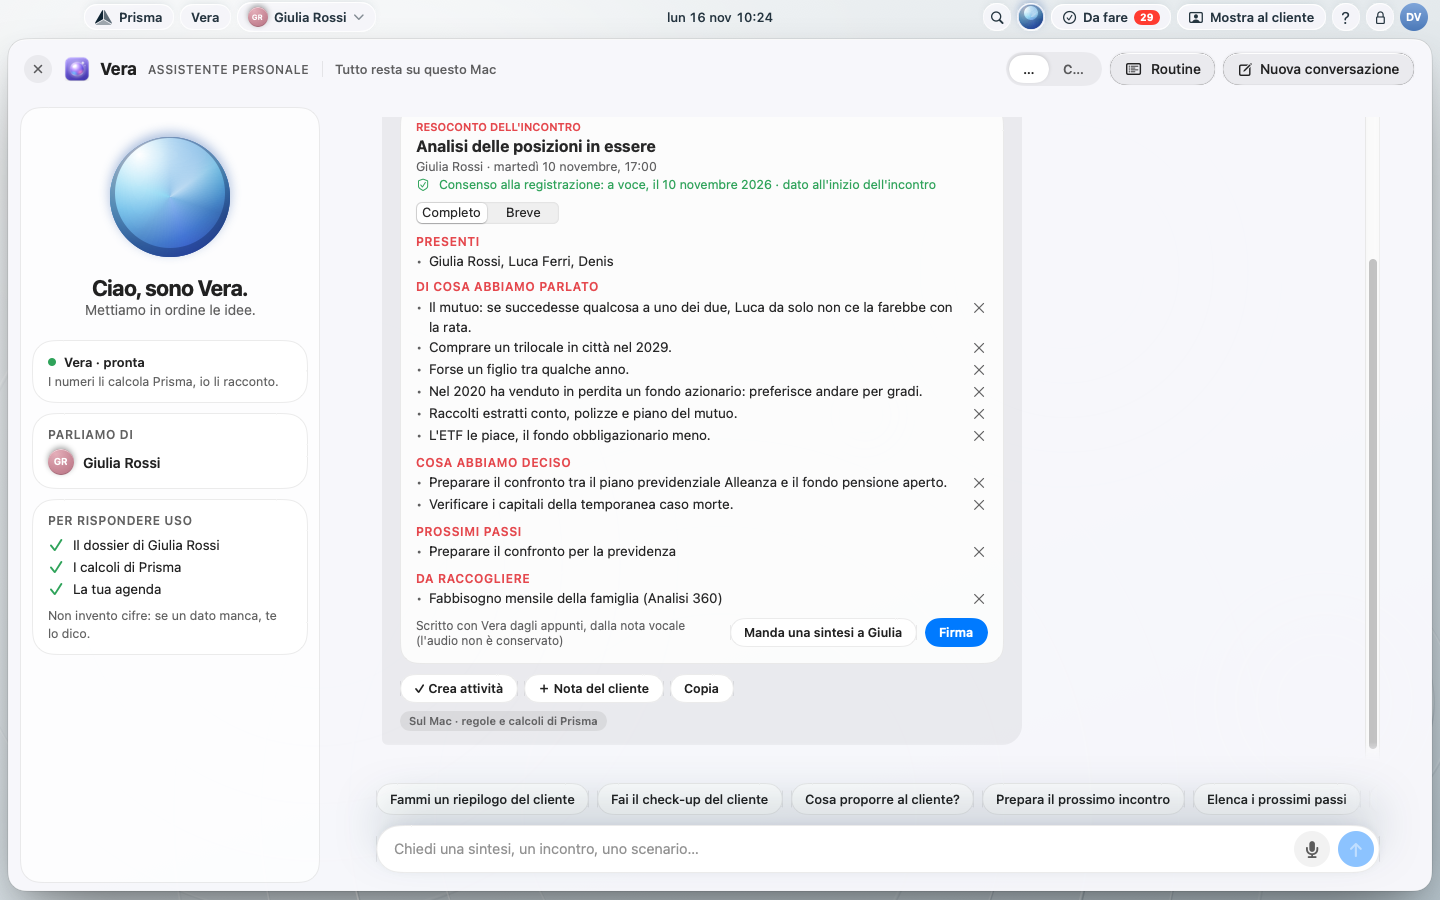 Prisma
Vera
GR
Giulia Rossi
lun 16 nov 10:24
Da fare 29
Mostra al cliente
?
DV
Vera ASSISTENTE PERSONALE
Tutto resta su questo Mac
...
C...
Routine
Nuova conversazione
Ciao, sono Vera.
Mettiamo in ordine le idee.
Vera · pronta
I numeri li calcola Prisma, io li racconto.
PARLIAMO DI
GR
Giulia Rossi
PER RISPONDERE USO
Il dossier di Giulia Rossi
I calcoli di Prisma
La tua agenda
Non invento cifre: se un dato manca, te
lo dico.
RESOCONTO DELL'INCONTRO
Analisi delle posizioni in essere
Giulia Rossi · martedì 10 novembre, 17:00
Consenso alla registrazione: a voce, il 10 novembre 2026 · dato all'inizio dell'incontro
Completo
Breve
PRESENTI
· Giulia Rossi, Luca Ferri, Denis
DI COSA ABBIAMO PARLATO
· Il mutuo: se succedesse qualcosa a uno dei due, Luca da solo non ce la farebbe con
la rata.
· Comprare un trilocale in città nel 2029.
· Forse un figlio tra qualche anno.
· Nel 2020 ha venduto in perdita un fondo azionario: preferisce andare per gradi.
· Raccolti estratti conto, polizze e piano del mutuo.
· L'ETF le piace, il fondo obbligazionario meno.
COSA ABBIAMO DECISO
· Preparare il confronto tra il piano previdenziale Alleanza e il fondo pensione aperto.
· Verificare i capitali della temporanea caso morte.
PROSSIMI PASSI
· Preparare il confronto per la previdenza
DA RACCOGLIERE
· Fabbisogno mensile della famiglia (Analisi 360)
Scritto con Vera dagli appunti, dalla nota vocale
(l'audio non è conservato)
Manda una sintesi a Giulia
Firma
Crea attività
+ Nota del cliente
Copia
Sul Mac · regole e calcoli di Prisma
Fammi un riepilogo del cliente
Fai il check-up del cliente
Cosa proporre al cliente?
Prepara il prossimo incontro
Elenca i prossimi passi
Chiedi una sintesi, un incontro, uno scenario...